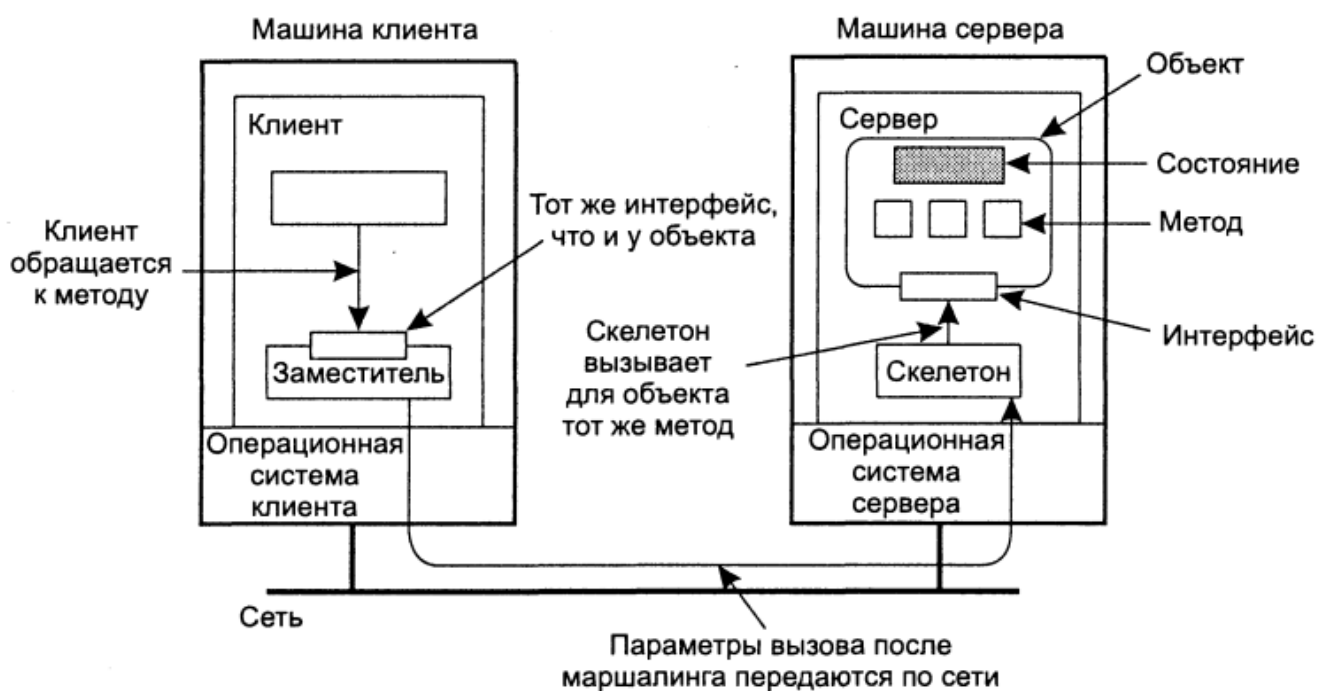 Машина клиента
Машина сервера
Объект
Клиент
Сервер
Состояние
Тот же интерфейс,
что и у объекта
Метод
Клиент
обращается
к методу
Интерфейс
Скелетон
вызывает
для объекта
тот же метод
Заместитель
Скелетон
Операционная
система
клиента
Операционная
система
сервера
Сеть
Параметры вызова после
маршалинга передаются по сети